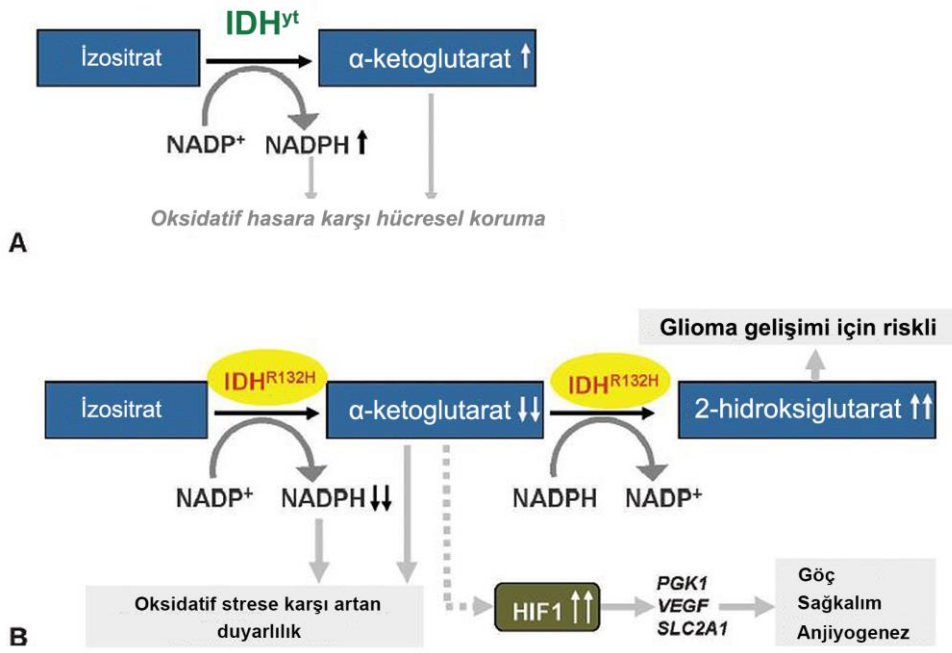 IDHyt
İzositrat
α-ketoglutarat ↑
NADP+ NADPH ↑
Oksidatif hasara karşı hücresel koruma
A
Glioma gelişimi için riskli
IDHR132H
IDHR132H
İzositrat
α-ketoglutarat ↓↓
2-hidroksiglutarat ↑↑
NADP+ NADPH ↓↓
NADPH NADP+
Oksidatif strese karşı artan
duyarlılık
HIF1 ↑↑
PGK1
VEGF
SLC2A1
Göç
Sağkalım
Anjiyogenez
B